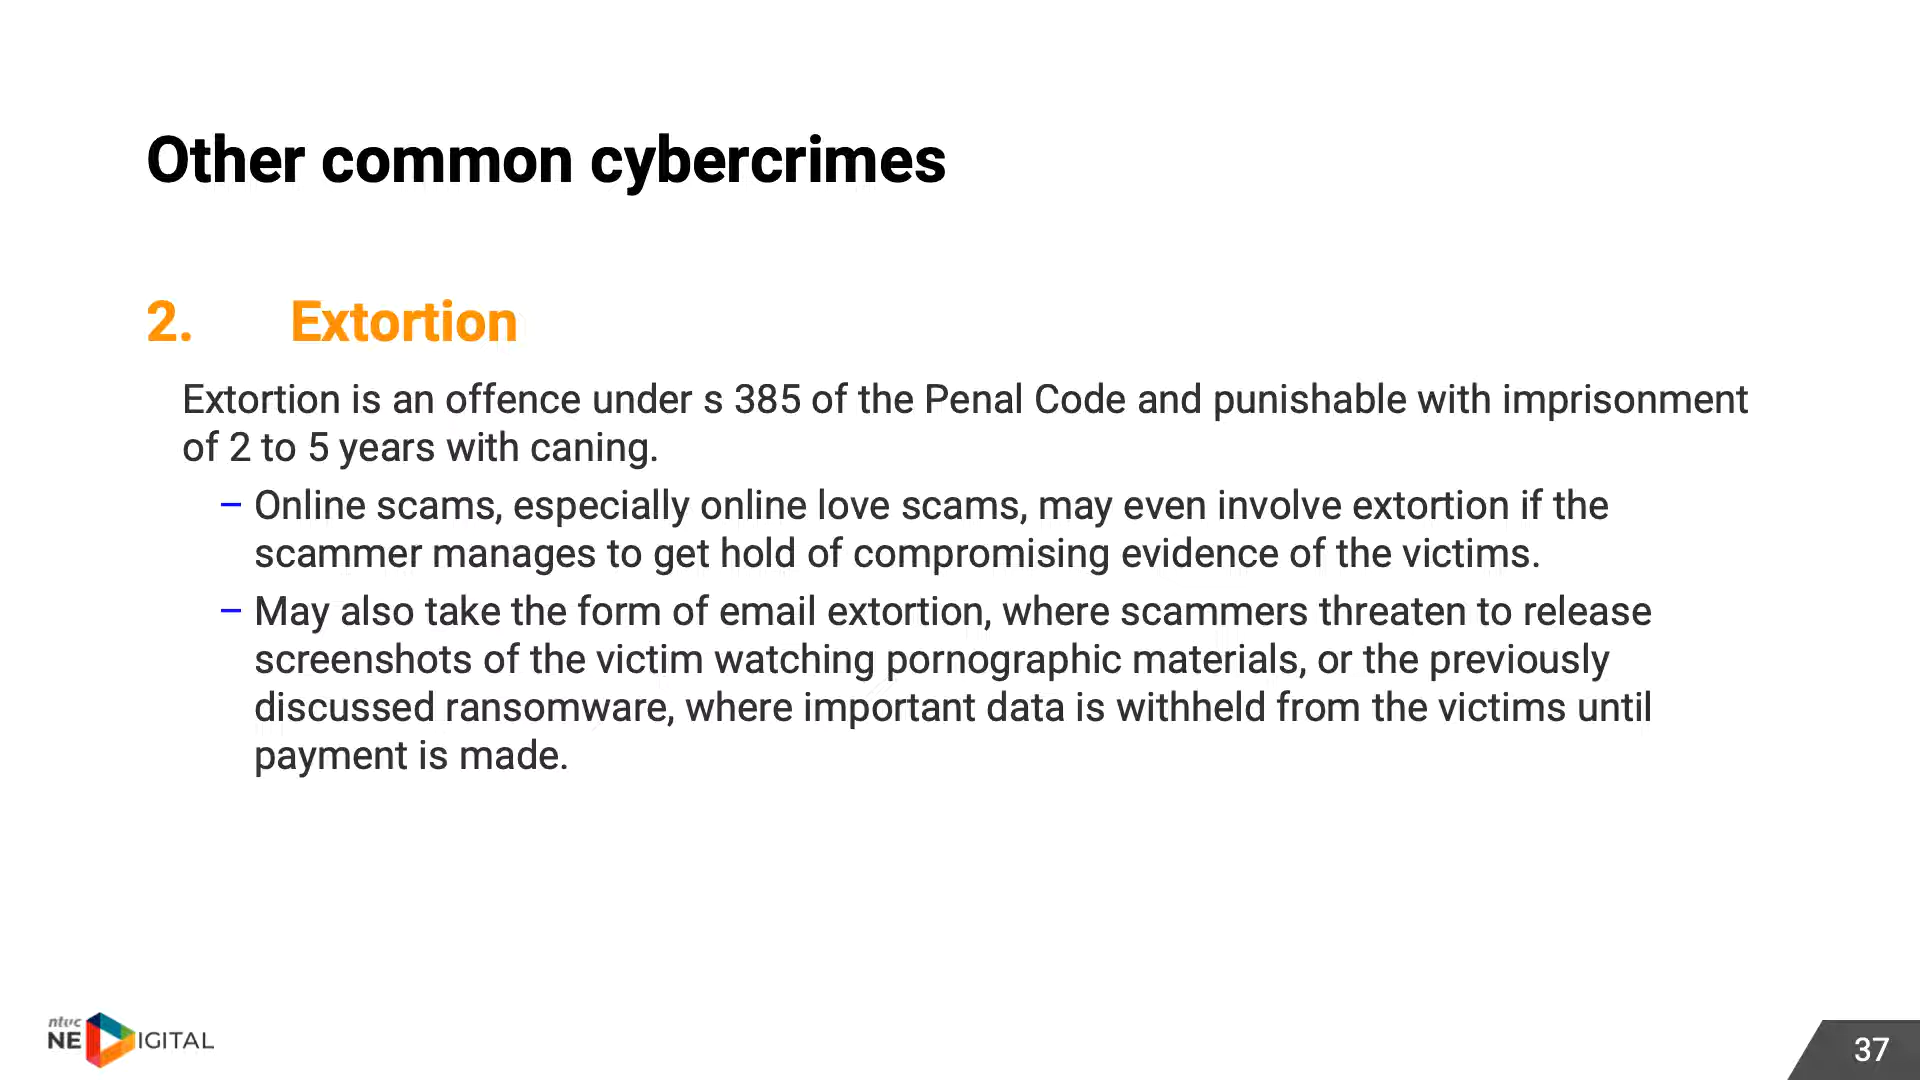 Other common cybercrimes
2. Extortion
Extortion is an offence under s 385 of the Penal Code and punishable with imprisonment
of 2 to 5 years with caning.
– Online scams, especially online love scams, may even involve extortion if the
scammer manages to get hold of compromising evidence of the victims.
– May also take the form of email extortion, where scammers threaten to release
screenshots of the victim watching pornographic materials, or the previously
discussed ransomware, where important data is withheld from the victims until
payment is made.
ntuc
NE IGITAL
37